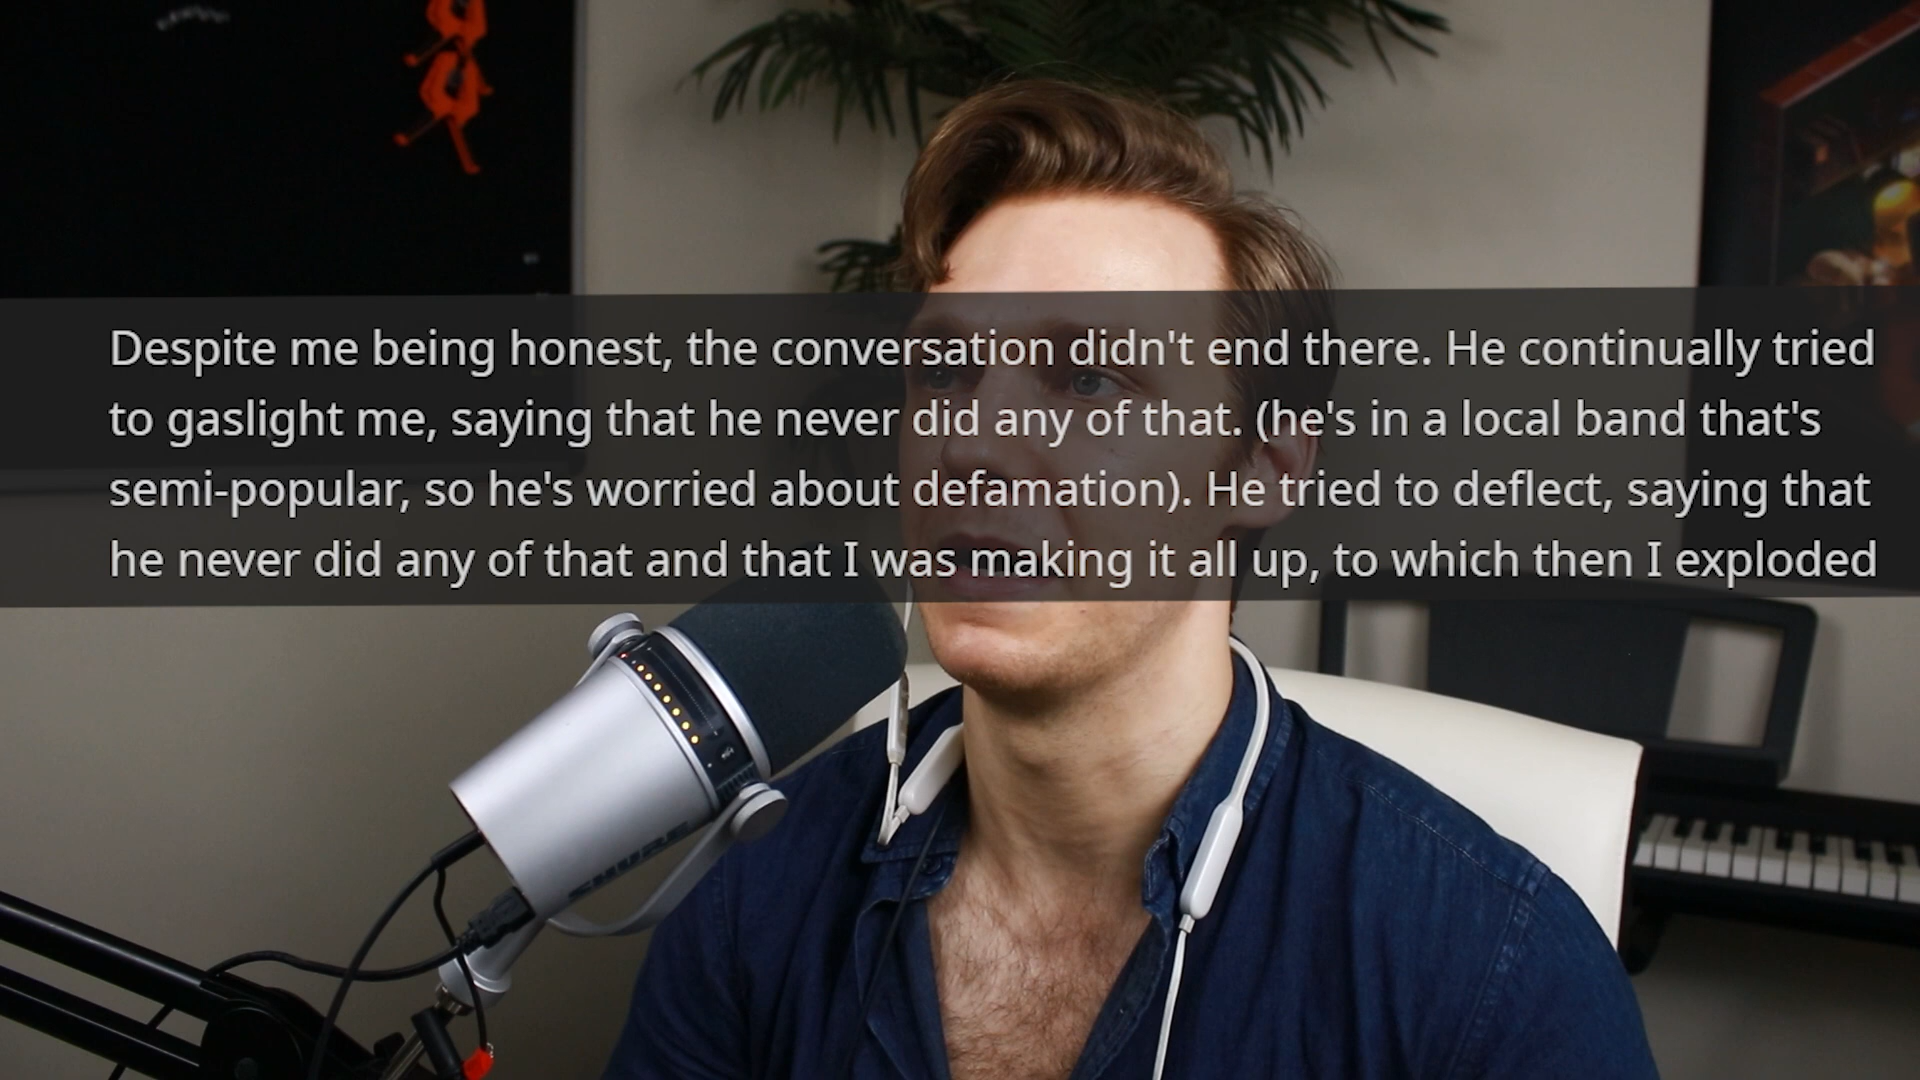 Despite me being honest, the conversation didn't end there. He continually tried
to gaslight me, saying that he never did any of that. (he's in a local band that's
semi-popular, so he's worried about defamation). He tried to deflect, saying that
he never did any of that and that I was making it all up, to which then I exploded
SHURE